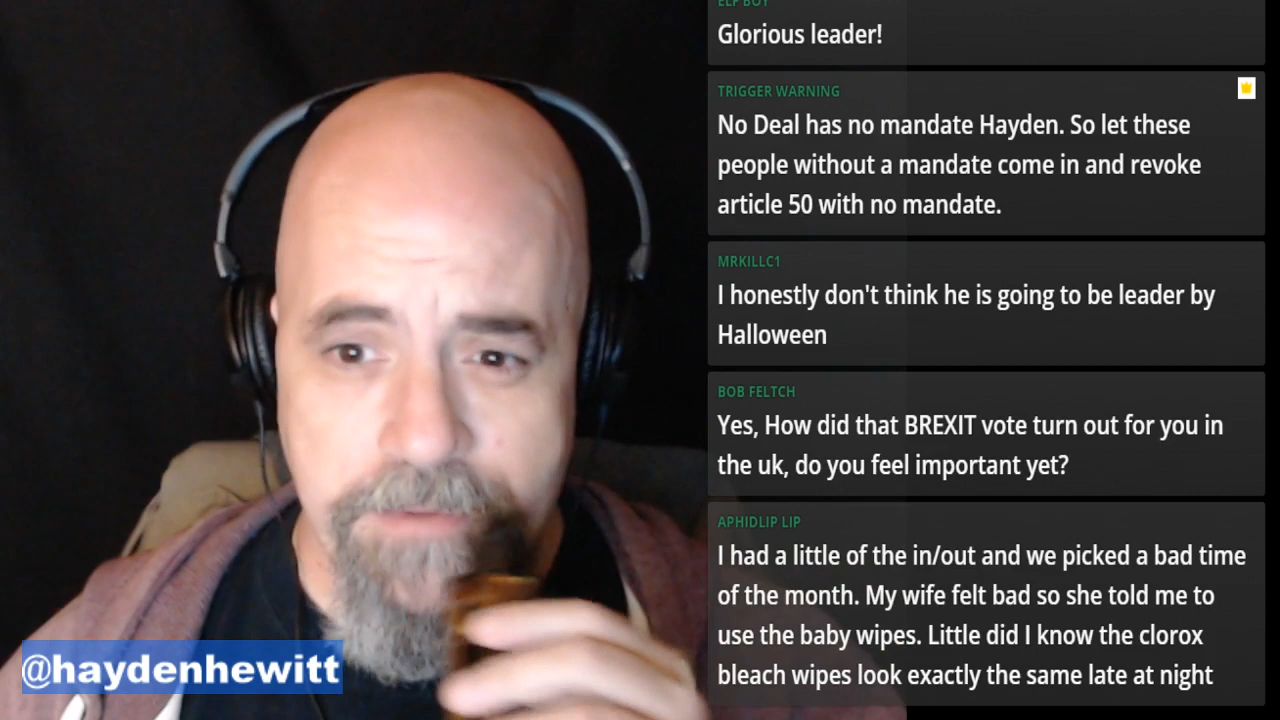 ELF BOY
Glorious leader!
TRIGGER WARNING
No Deal has no mandate Hayden. So let these
people without a mandate come in and revoke
article 50 with no mandate.
MRKILLC1
I honestly don't think he is going to be leader by
Halloween
BOB FELTCH
Yes, How did that BREXIT vote turn out for you in
the uk, do you feel important yet?
APHIDLIP LIP
I had a little of the in/out and we picked a bad time
of the month. My wife felt bad so she told me to
use the baby wipes. Little did I know the clorox
bleach wipes look exactly the same late at night
@haydenhewitt